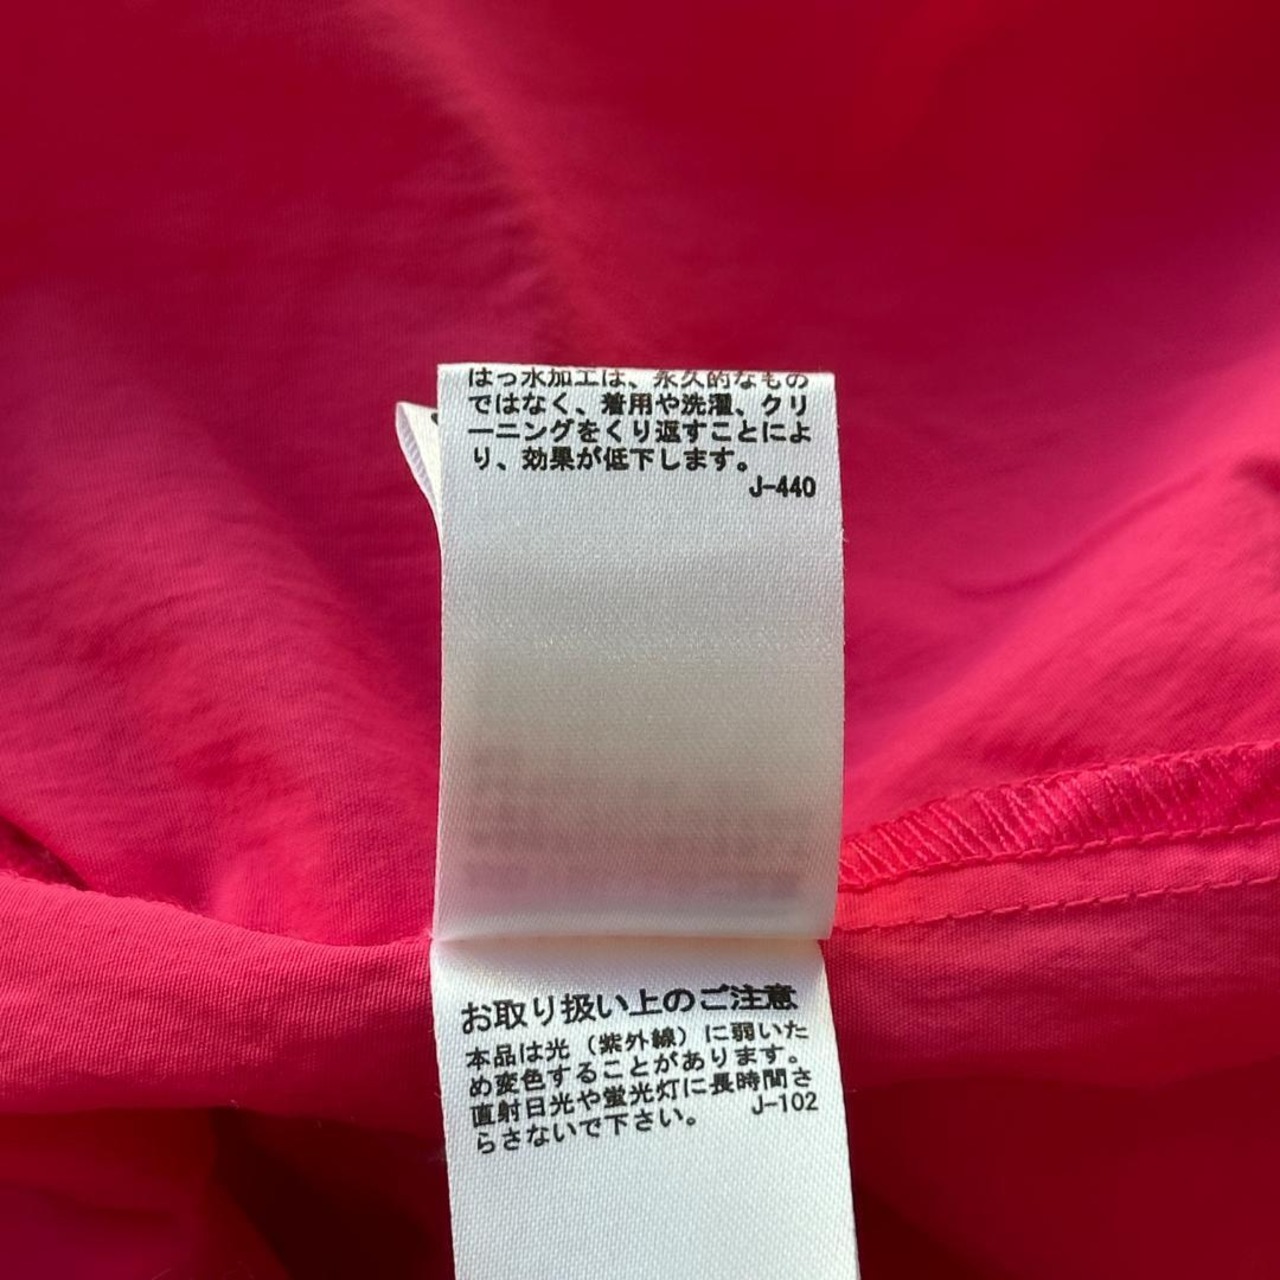 はっ水加工は、永久的なもの
ではなく、着用や洗濯、クリ
ーニングをくり返すことによ
り、効果が低下します。
J-440
お取り扱い上のご注意
本品は光（紫外線）に弱いた
め変色することがあります。
直射日光や蛍光灯に長時間さ
らさないで下さい。
J-102